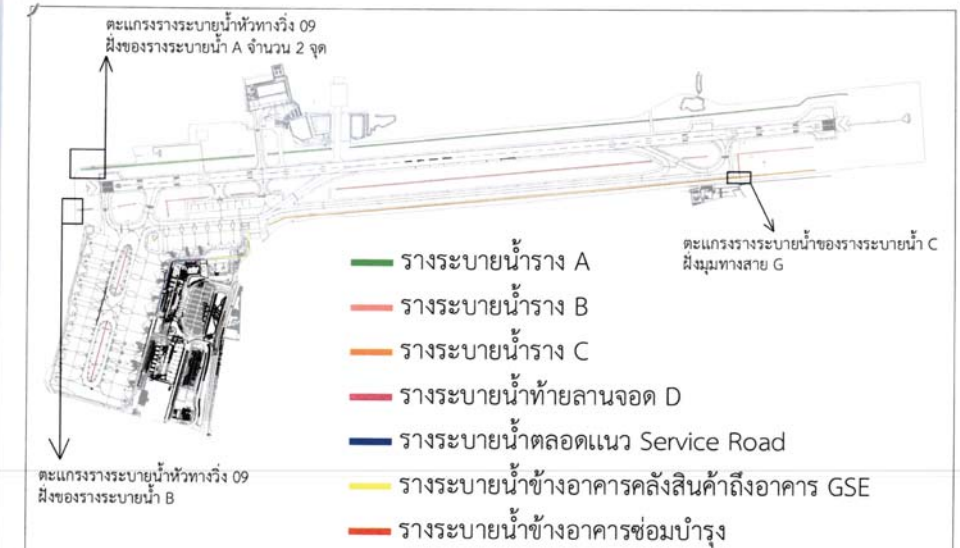 ตะแกรงรางระบายน้ำหัวทางวิ่ง 09
ฝั่งของรางระบายน้ำ A จำนวน 2 จุด
ตะแกรงรางระบายน้ำของรางระบายน้ำ C
ฝั่งมุมทางสาย G
รางระบายน้ำราง A
รางระบายน้ำราง B
รางระบายน้ำราง C
รางระบายน้ำท้ายลานจอด D
รางระบายน้ำตลอดแนว Service Road
รางระบายน้ำข้างอาคารคลังสินค้าถึงอาคาร GSE
รางระบายน้ำข้างอาคารซ่อมบำรุง
ตะแกรงรางระบายน้ำหัวทางวิ่ง 09
ฝั่งของรางระบายน้ำ B